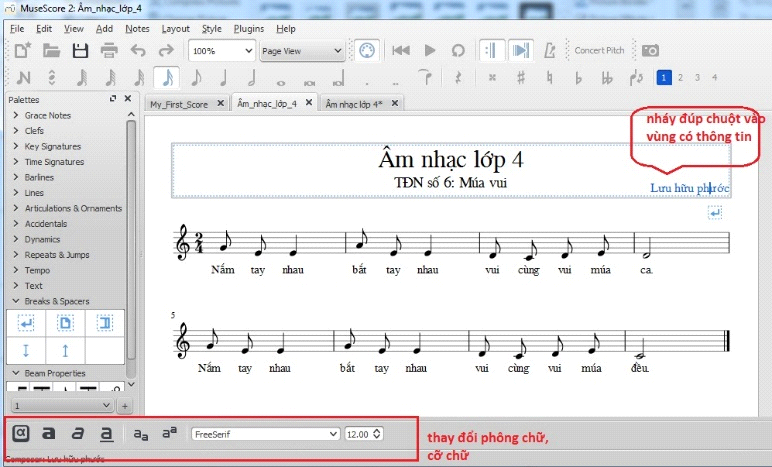 MuseScore 2: Âm_nhạc_lớp_4
File Edit View Add Notes Layout Style Plugins Help
100% Page View Concert Pitch
1 2 3 4
Palettes
My_First_Score Âm_nhạc_lớp_4 Âm nhạc lớp 4*
Grace Notes
Clefs
Key Signatures
Time Signatures
Barlines
Lines
Articulations & Ornaments
Accidentals
Dynamics
Repeats & Jumps
Tempo
Text
Breaks & Spacers
Beam Properties
1
nháy đúp chuột vào
vùng có thông tin
Âm nhạc lớp 4
TĐN số 6: Múa vui
Lưu hữu phước
2
4
Nắm tay nhau bắt tay nhau vui cùng vui múa ca.
5
Nắm tay nhau bắt tay nhau vui cùng vui múa đều.
FreeSerif 12.00
thay đổi phông chữ,
cỡ chữ
Composer: Lưu hữu phước